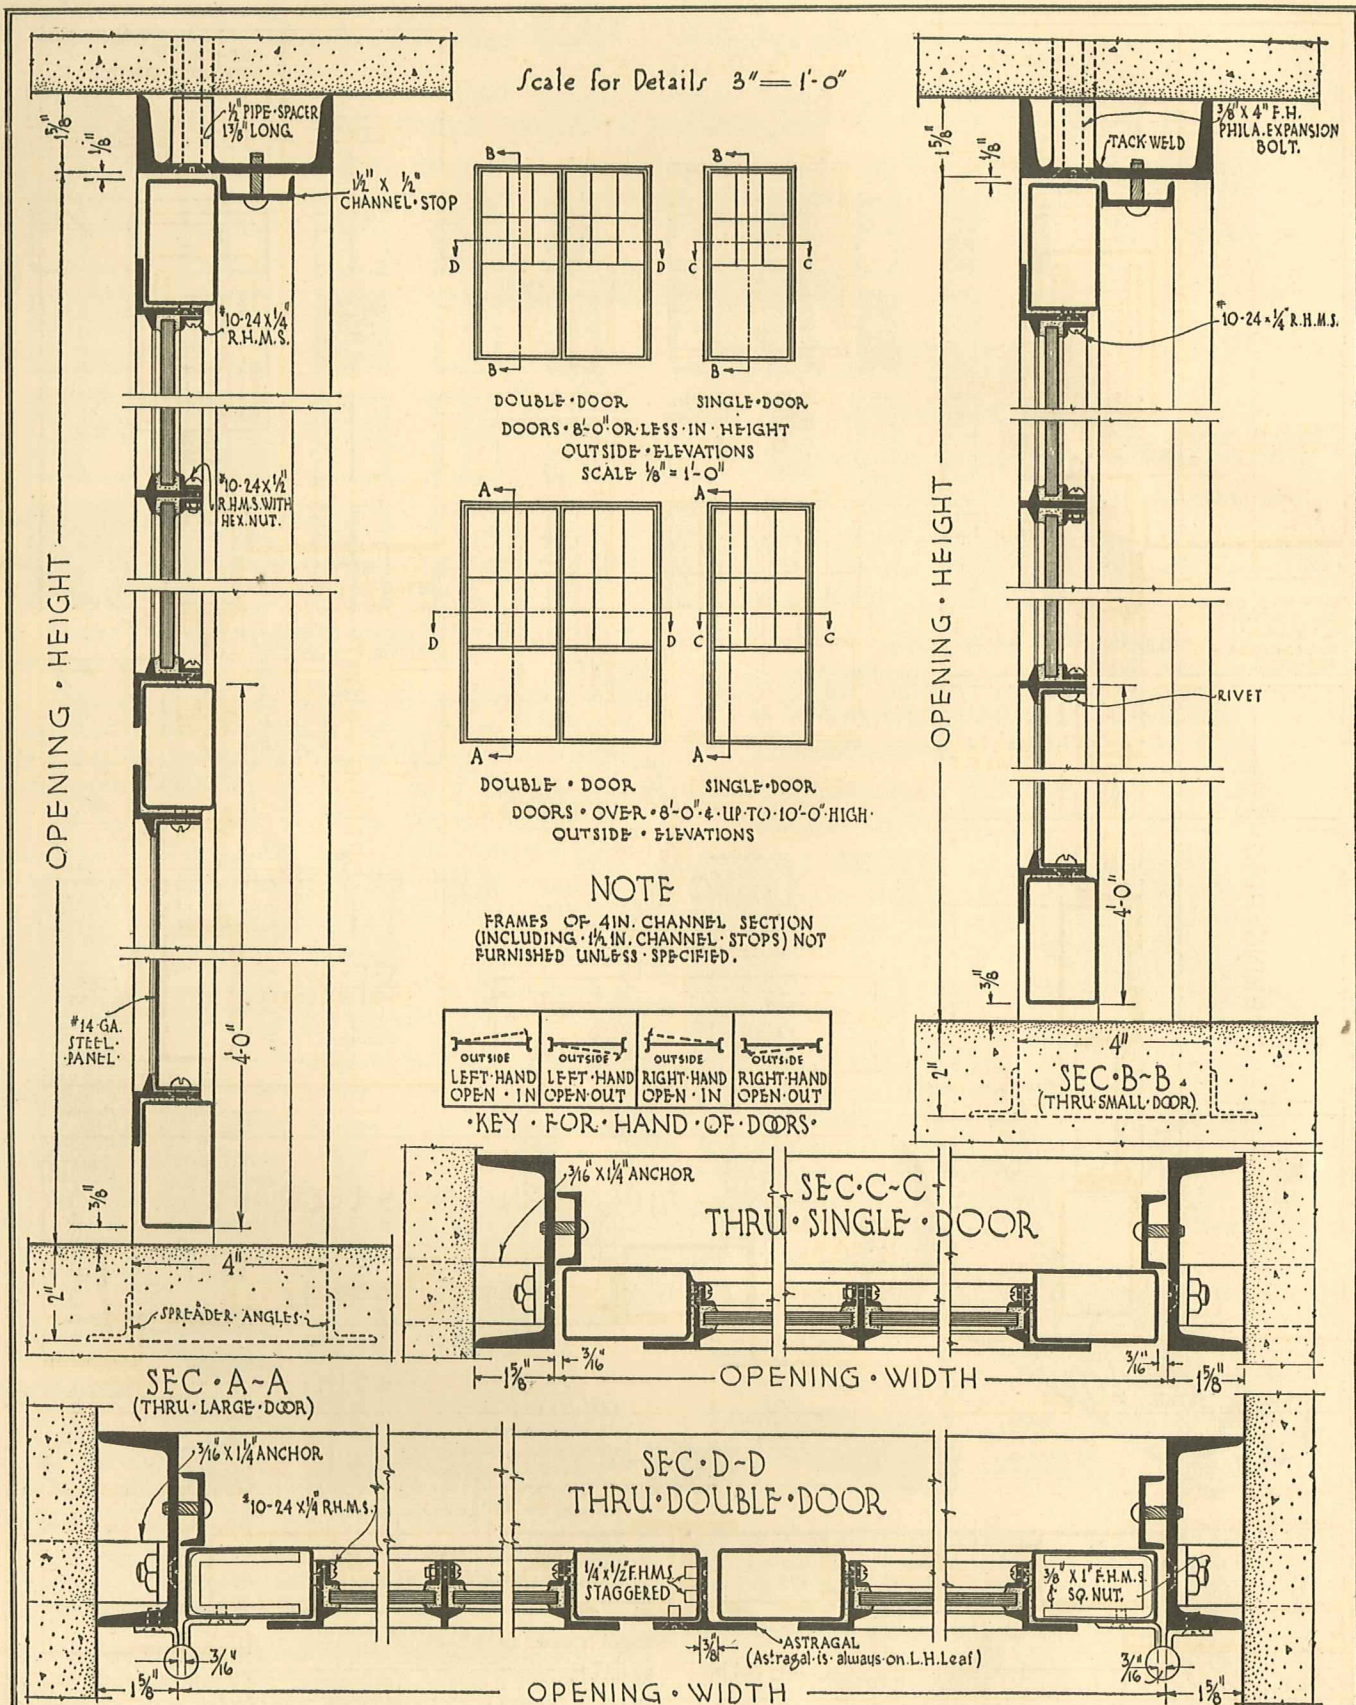 Scale for Details 3" = 1'-0"
1 5/8"
1/8"
1/2" PIPE·SPACER
1 3/8" LONG
1 1/2" X 1/2"
CHANNEL·STOP
#10-24 X 1/4"
R.H.M.S.
#10-24 X 1/2"
R.H.M.S. WITH
HEX. NUT.
OPENING·HEIGHT
4'-0"
#14·GA.
STEEL·
·PANEL·
3/8"
4"
2"
SPREADER·ANGLES
SEC·A~A
(THRU·LARGE·DOOR)
B
B
D
D
C
C
B
B
DOUBLE·DOOR
SINGLE·DOOR
DOORS·8'-0" OR·LESS·IN·HEIGHT
OUTSIDE·ELEVATIONS
SCALE 1/8" = 1'-0"
A
A
D
D
C
C
A
A
DOUBLE·DOOR
SINGLE·DOOR
DOORS·OVER·8'-0"·&·UP·TO·10'-0"·HIGH·
OUTSIDE·ELEVATIONS
NOTE
FRAMES OF 4IN. CHANNEL SECTION
(INCLUDING·1½ IN. CHANNEL·STOPS) NOT
FURNISHED UNLESS·SPECIFIED.
OUTSIDE
LEFT·HAND
OPEN·IN
OUTSIDE
LEFT·HAND
OPEN·OUT
OUTSIDE
RIGHT·HAND
OPEN·IN
OUTSIDE
RIGHT·HAND
OPEN·OUT
·KEY·FOR·HAND·OF·DOORS·
1 5/8"
1/8"
3/8" X 4" F.H.
PHILA. EXPANSION
BOLT.
TACK·WELD
#10-24 × 1/4" R.H.M.S.
OPENING·HEIGHT
RIVET
4'-0"
3/8"
4"
2"
SEC·B~B
(THRU·SMALL·DOOR)
3/16" X 1 1/4" ANCHOR
SEC·C~C
THRU·SINGLE·DOOR
1 5/8"
3/16"
OPENING·WIDTH
3/16"
1 5/8"
3/16" X 1 1/4" ANCHOR
#10-24 X 1/4 R.H.M.S.
SEC·D~D
THRU·DOUBLE·DOOR
1/4" X 1/2" F.H.M.S.
STAGGERED
3/8" X 1" F.H.M.S.
& SQ. NUT.
3/8"
ASTRAGAL
(Astragal·is·always·on·L.H.Leaf)
1 5/8"
3/16"
OPENING·WIDTH
3/16"
1 5/8"